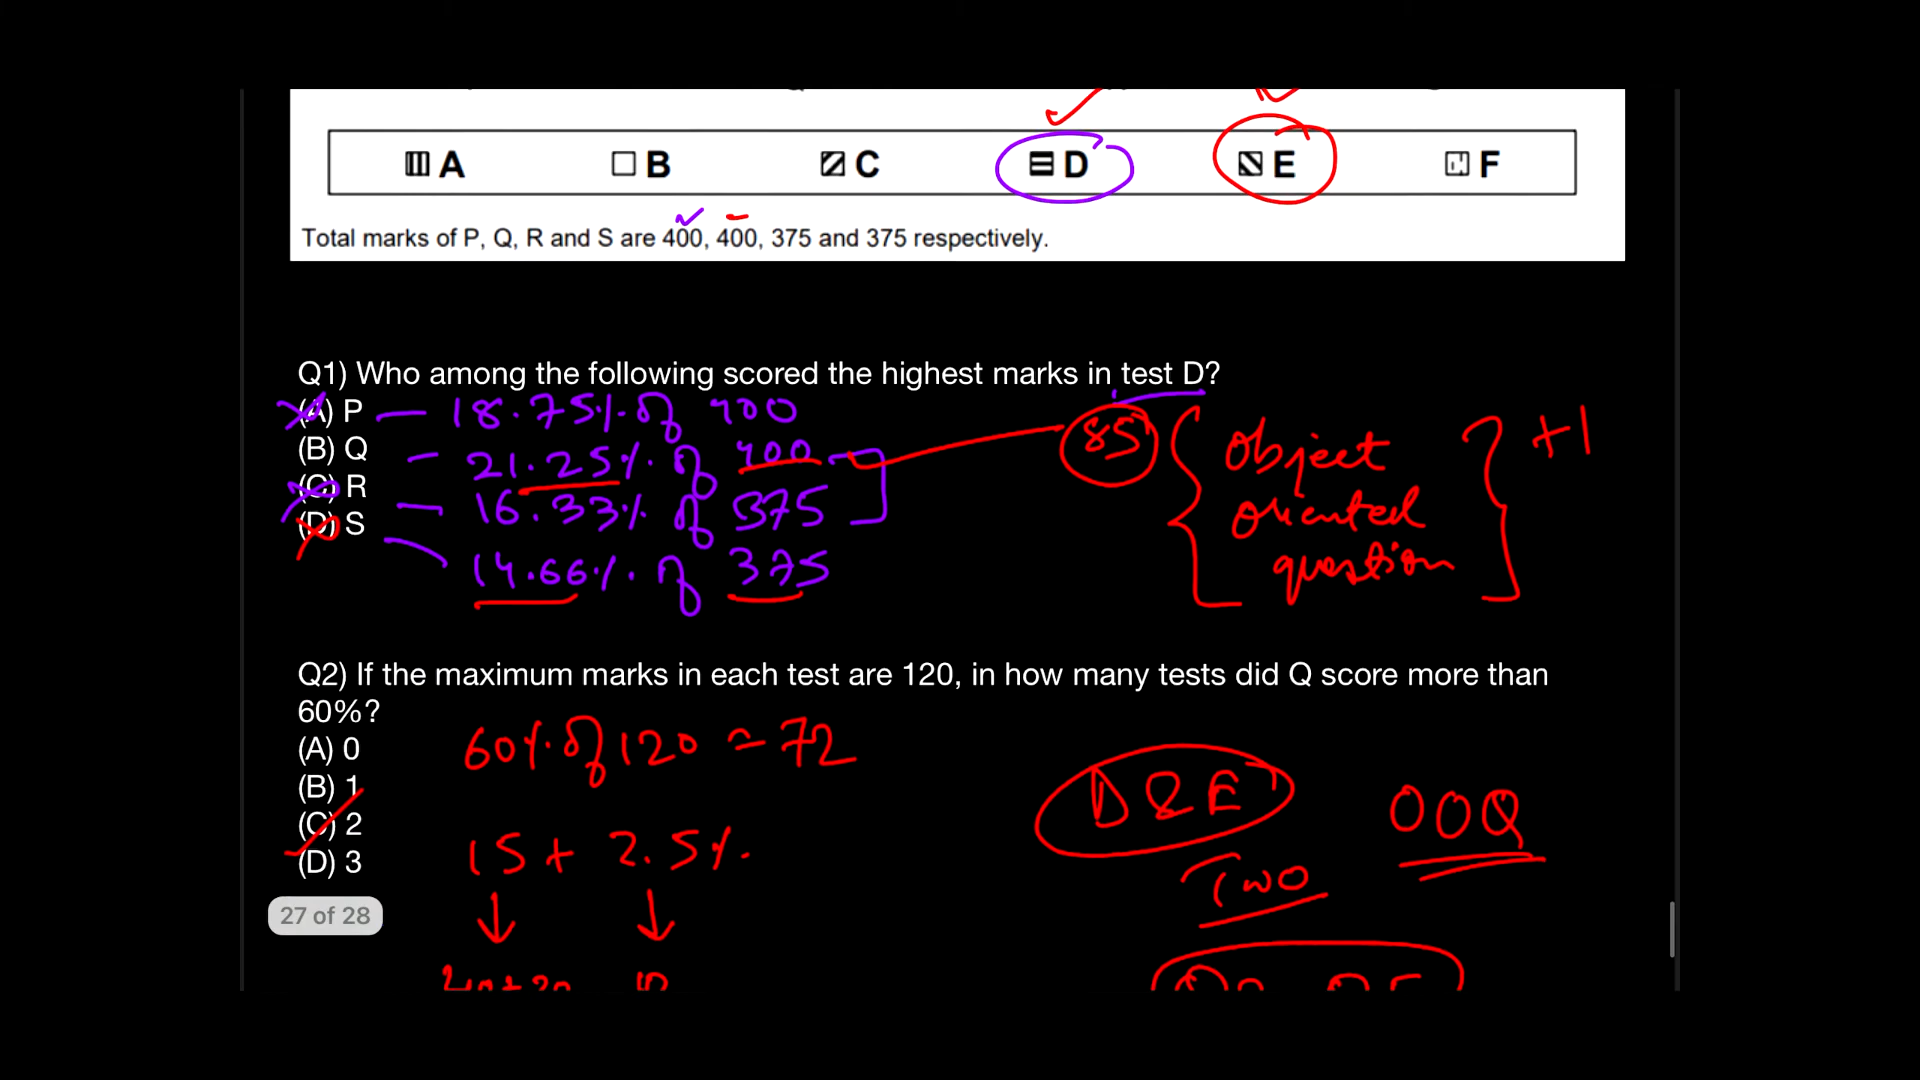 A B C D E F
Total marks of P, Q, R and S are 400, 400, 375 and 375 respectively.
Q1) Who among the following scored the highest marks in test D?
(A) P — 18.75% of 400
(B) Q – 21.25% of 400
(C) R – 16.33% of 375
(D) S 14.66% of 375
85 { object oriented question } +1
Q2) If the maximum marks in each test are 120, in how many tests did Q score more than
60%?
60% of 120 = 72
(A) 0
(B) 1
D & E OOQ
(C) 2
15 + 2.5%
(D) 3
Two
27 of 28